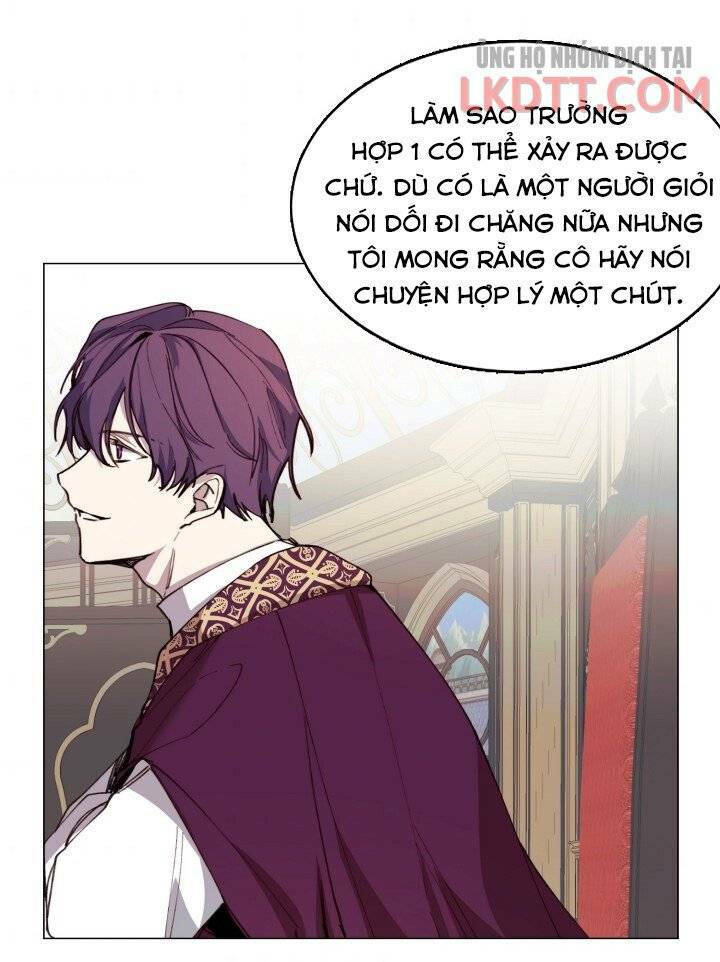 ỦNG HỘ NHÓM DỊCH TẠI
LKDTT.COM
LÀM SAO TRƯỜNG
HỢP 1 CÓ THỂ XẢY RA ĐƯỢC
CHỨ. DÙ CÓ LÀ MỘT NGƯỜI GIỎI
NÓI DỐI ĐI CHĂNG NỮA NHƯNG
TÔI MONG RẰNG CÔ HÃY NÓI
CHUYỆN HỢP LÝ MỘT CHÚT.